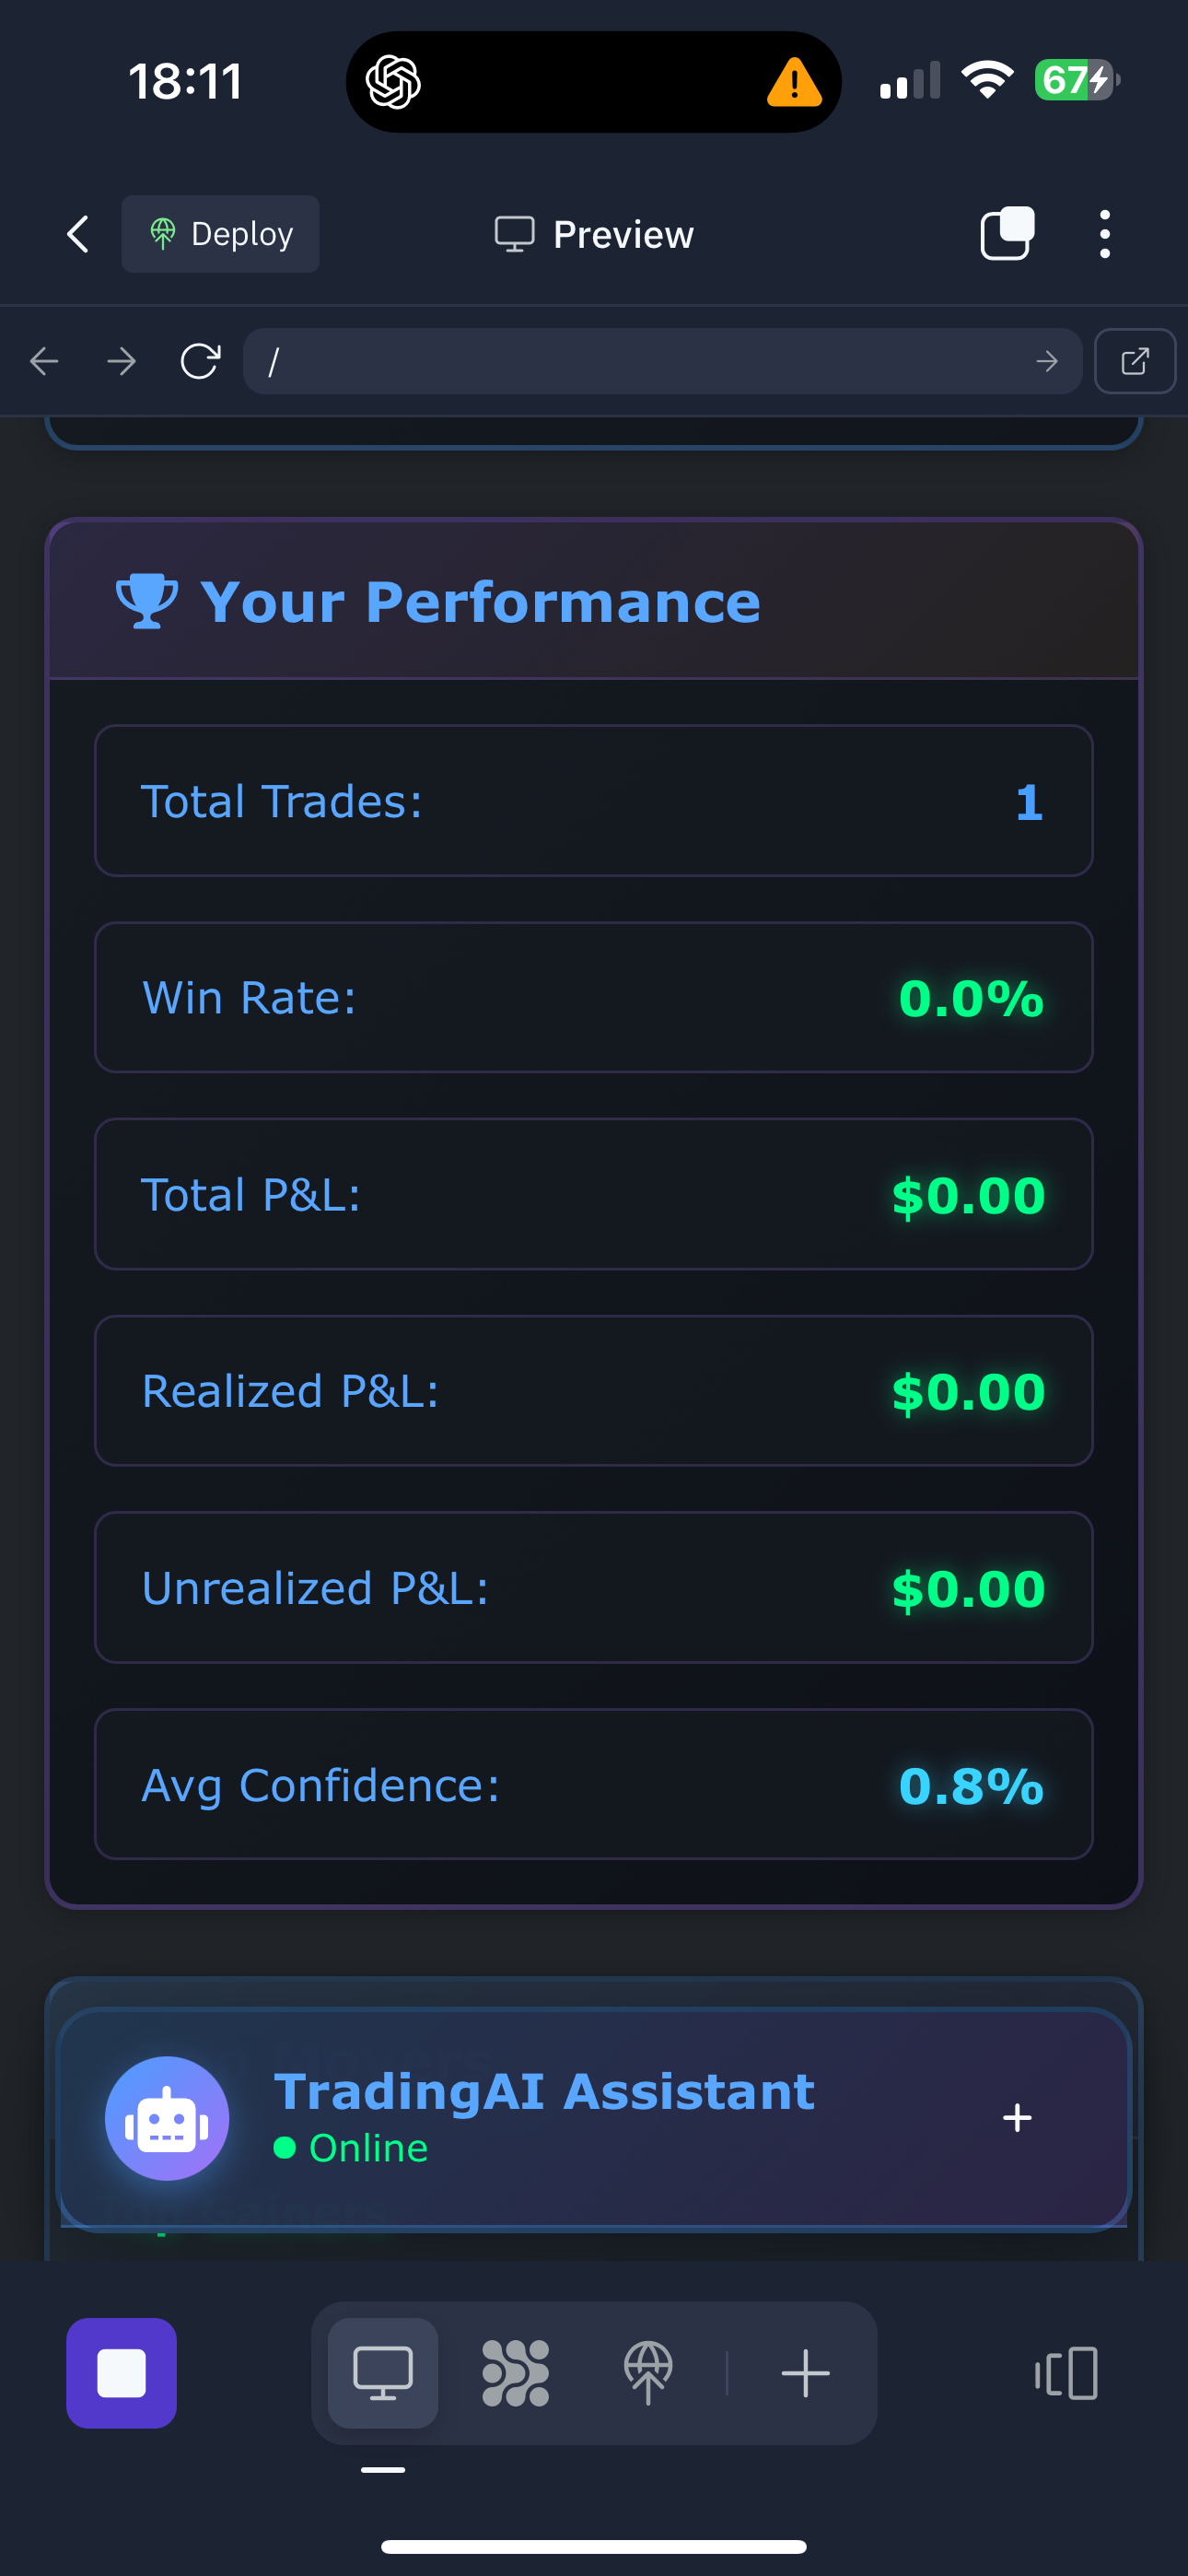 18:11
67
Deploy
Preview
/
Your Performance
Total Trades: 1
Win Rate: 0.0%
Total P&L: $0.00
Realized P&L: $0.00
Unrealized P&L: $0.00
Avg Confidence: 0.8%
TradingAI Assistant
Online